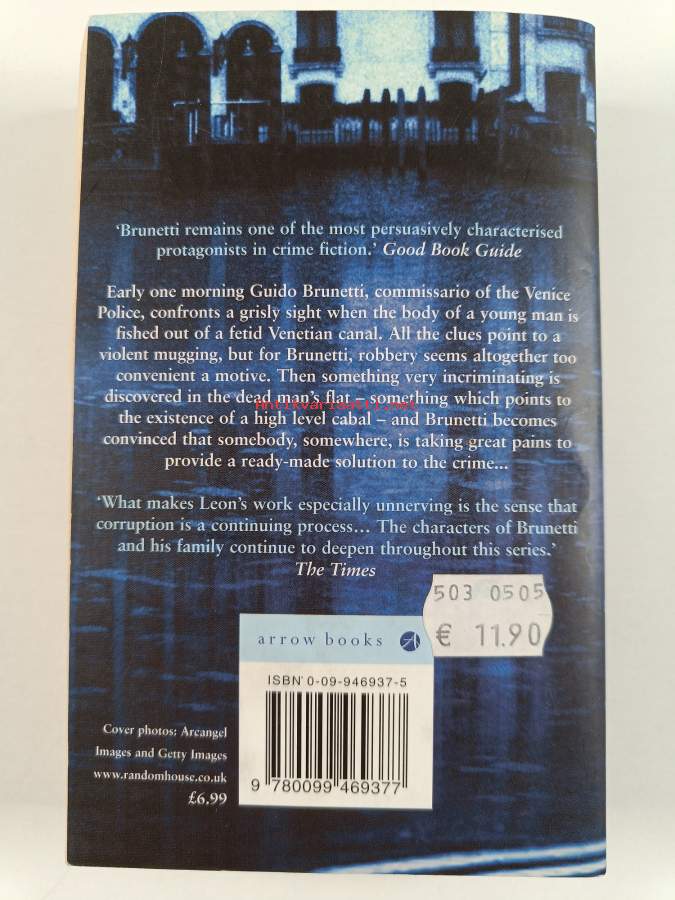 ‘Brunetti remains one of the most persuasively characterised
protagonists in crime fiction.’ Good Book Guide
Early one morning Guido Brunetti, commissario of the Venice
Police, confronts a grisly sight when the body of a young man is
fished out of a fetid Venetian canal. All the clues point to a
violent mugging, but for Brunetti, robbery seems altogether too
convenient a motive. Then something very incriminating is
discovered in the dead man’s flat – something which points to
Antikvariaatti.net
the existence of a high level cabal – and Brunetti becomes
convinced that somebody, somewhere, is taking great pains to
provide a ready-made solution to the crime...
‘What makes Leon’s work especially unnerving is the sense that
corruption is a continuing process... The characters of Brunetti
and his family continue to deepen throughout this series.’
The Times
503 0505
€ 11.90
arrow books
ISBN 0-09-946937-5
9 780099 469377
Cover photos: Arcangel
Images and Getty Images
www.randomhouse.co.uk
£6.99